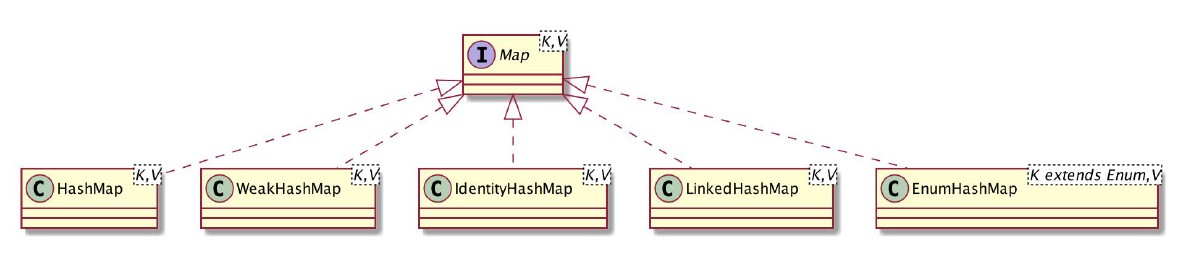 I Map K,V
C HashMap K,V
C WeakHashMap K,V
C IdentityHashMap K,V
C LinkedHashMap K,V
C EnumHashMap K extends Enum,V